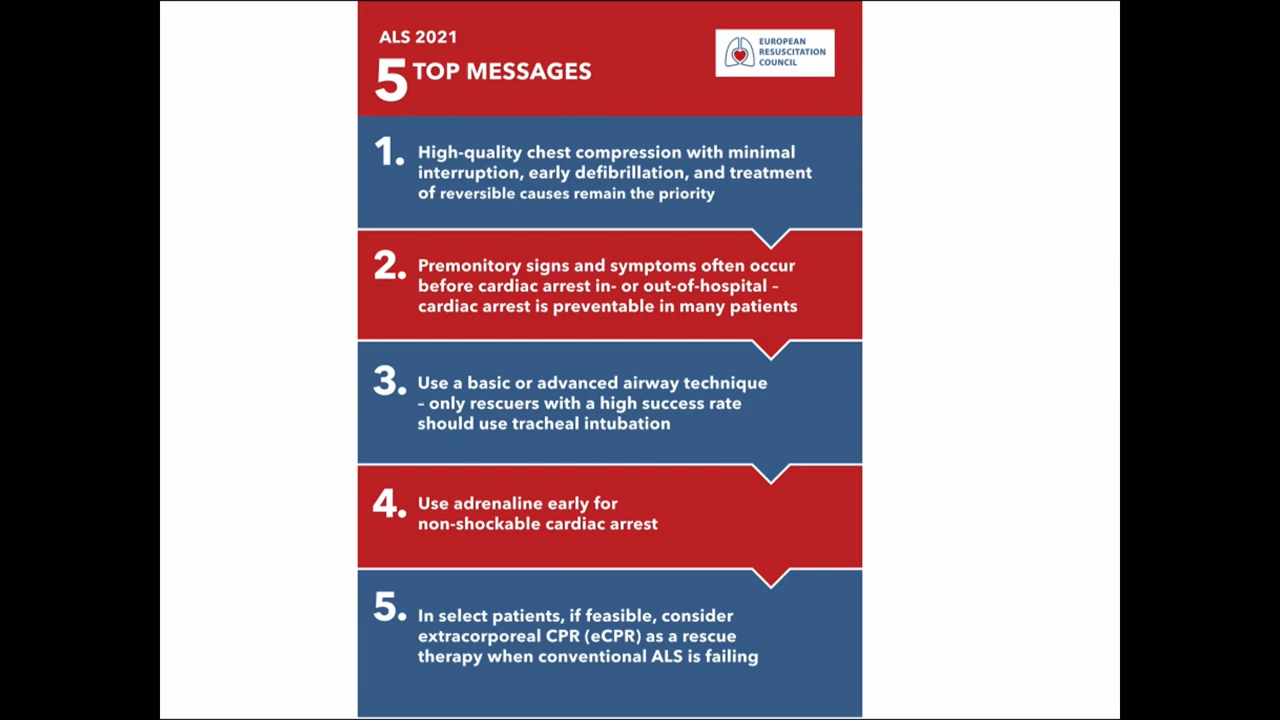 ALS 2021
5 TOP MESSAGES
EUROPEAN
RESUSCITATION
COUNCIL
1. High-quality chest compression with minimal
interruption, early defibrillation, and treatment
of reversible causes remain the priority
2. Premonitory signs and symptoms often occur
before cardiac arrest in- or out-of-hospital –
cardiac arrest is preventable in many patients
3. Use a basic or advanced airway technique
– only rescuers with a high success rate
should use tracheal intubation
4. Use adrenaline early for
non-shockable cardiac arrest
5. In select patients, if feasible, consider
extracorporeal CPR (eCPR) as a rescue
therapy when conventional ALS is failing